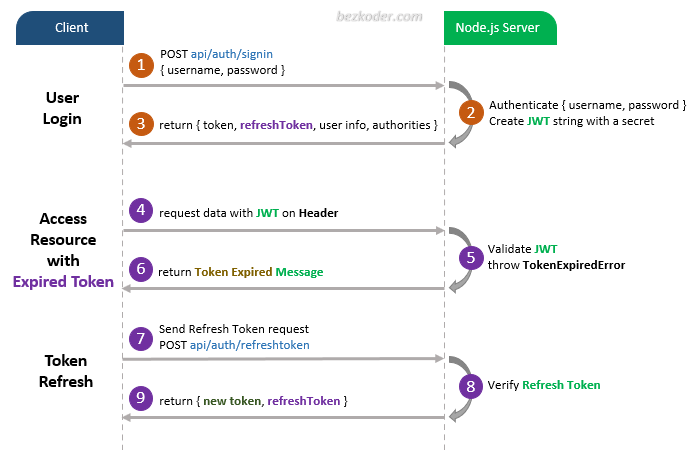 bezkoder.com
Client
Node.js Server
1
POST api/auth/signin
{ username, password }
User
Login
2
Authenticate { username, password }
Create JWT string with a secret
3
return { token, refreshToken, user info, authorities }
4
request data with JWT on Header
Access
Resource
with
Expired Token
5
Validate JWT
throw TokenExpiredError
6
return Token Expired Message
7
Send Refresh Token request
POST api/auth/refreshtoken
Token
Refresh
8
Verify Refresh Token
9
return { new token, refreshToken }